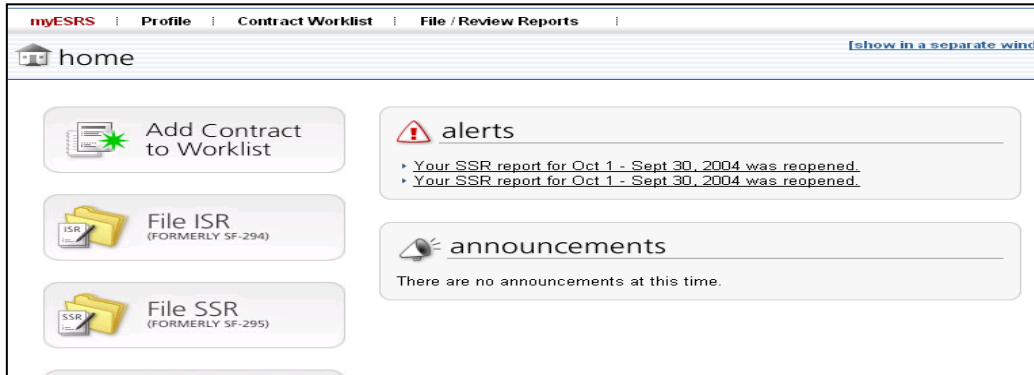 myESRS Profile Contract Worklist File / Review Reports
home
[show in a separate wind
Add Contract
to Worklist
ISR
File ISR
(FORMERLY SF-294)
SSR
File SSR
(FORMERLY SF-295)
alerts
Your SSR report for Oct 1 - Sept 30, 2004 was reopened.
Your SSR report for Oct 1 - Sept 30, 2004 was reopened.
announcements
There are no announcements at this time.